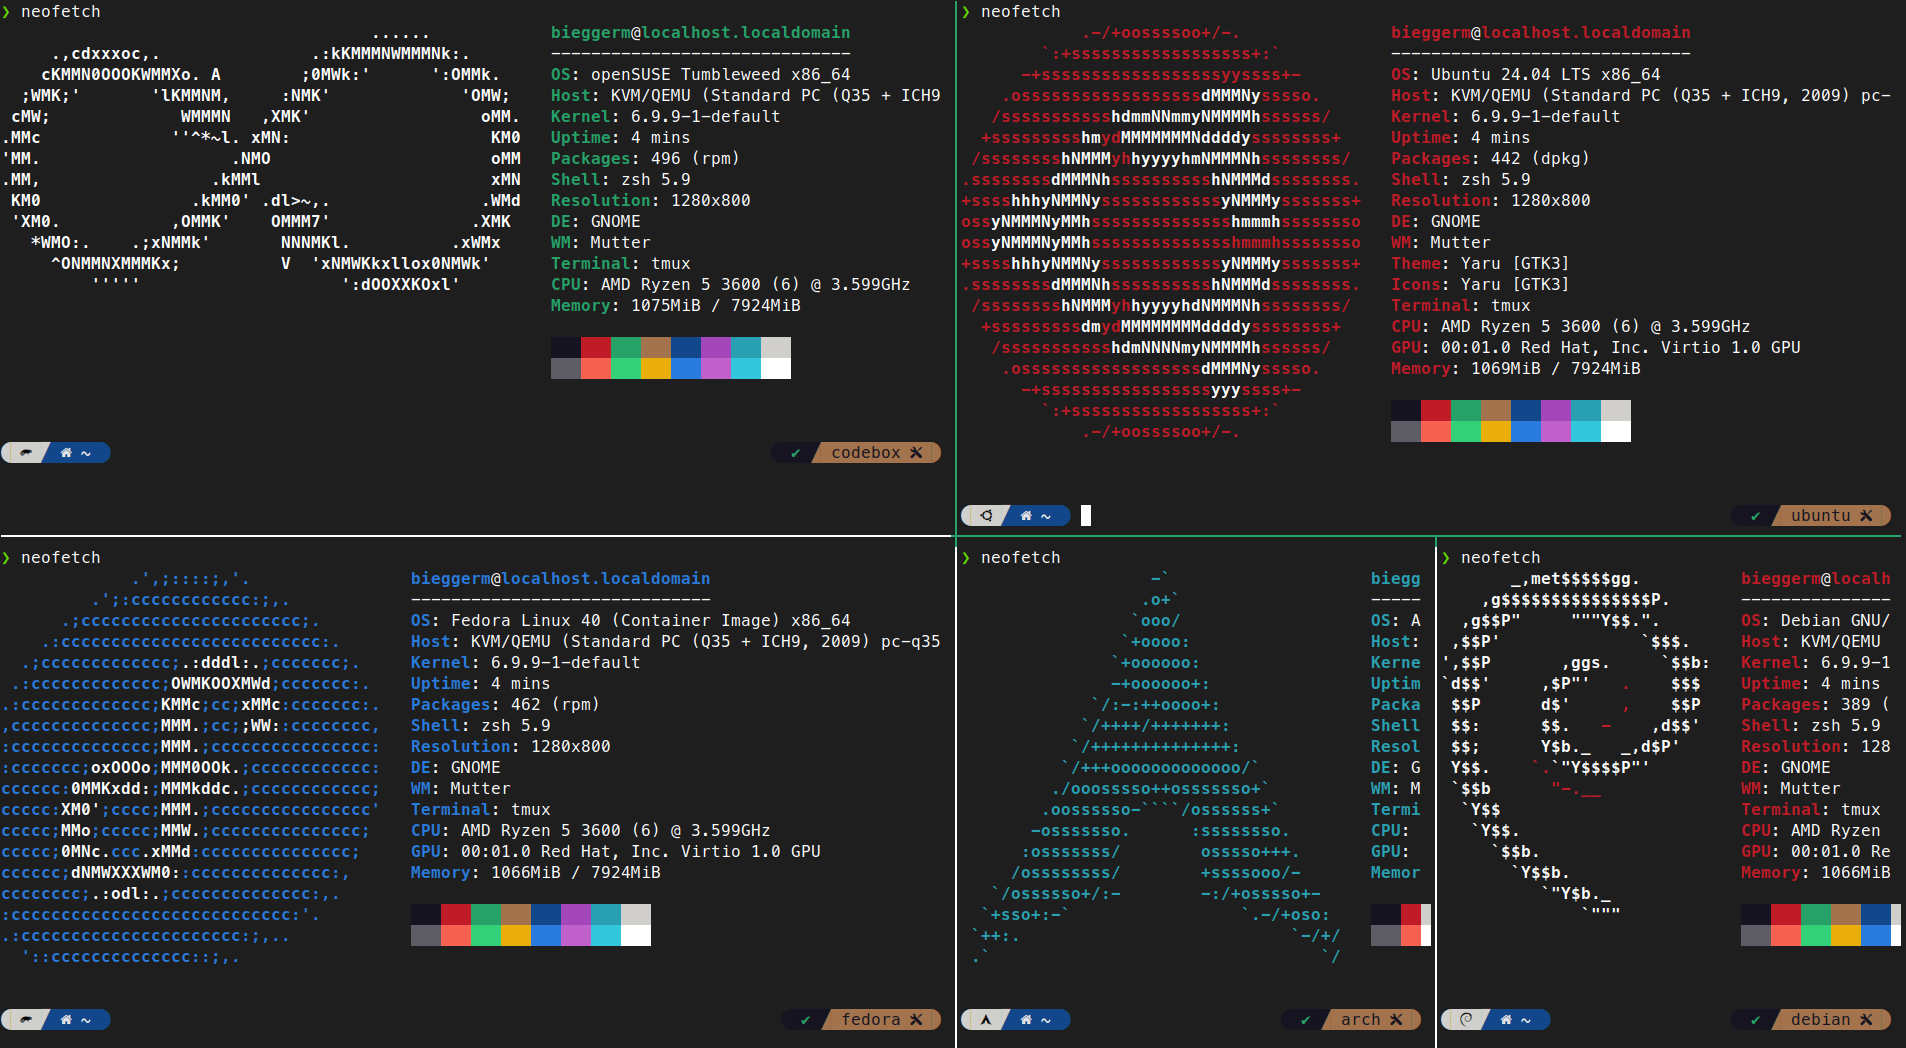 ❯ neofetch
bieggerm@localhost.localdomain
------------------------------
OS: openSUSE Tumbleweed x86_64
Host: KVM/QEMU (Standard PC (Q35 + ICH9
Kernel: 6.9.9-1-default
Uptime: 4 mins
Packages: 496 (rpm)
Shell: zsh 5.9
Resolution: 1280x800
DE: GNOME
WM: Mutter
Terminal: tmux
CPU: AMD Ryzen 5 3600 (6) @ 3.599GHz
Memory: 1075MiB / 7924MiB
~ ✔ codebox
❯ neofetch
bieggerm@localhost.localdomain
------------------------------
OS: Ubuntu 24.04 LTS x86_64
Host: KVM/QEMU (Standard PC (Q35 + ICH9, 2009) pc-
Kernel: 6.9.9-1-default
Uptime: 4 mins
Packages: 442 (dpkg)
Shell: zsh 5.9
Resolution: 1280x800
DE: GNOME
WM: Mutter
Theme: Yaru [GTK3]
Icons: Yaru [GTK3]
Terminal: tmux
CPU: AMD Ryzen 5 3600 (6) @ 3.599GHz
GPU: 00:01.0 Red Hat, Inc. Virtio 1.0 GPU
Memory: 1069MiB / 7924MiB
~ ✔ ubuntu
❯ neofetch
bieggerm@localhost.localdomain
------------------------------
OS: Fedora Linux 40 (Container Image) x86_64
Host: KVM/QEMU (Standard PC (Q35 + ICH9, 2009) pc-q35
Kernel: 6.9.9-1-default
Uptime: 4 mins
Packages: 462 (rpm)
Shell: zsh 5.9
Resolution: 1280x800
DE: GNOME
WM: Mutter
Terminal: tmux
CPU: AMD Ryzen 5 3600 (6) @ 3.599GHz
GPU: 00:01.0 Red Hat, Inc. Virtio 1.0 GPU
Memory: 1066MiB / 7924MiB
~ ✔ fedora
❯ neofetch
biegg
-----
OS: A
Host:
Kerne
Uptim
Packa
Shell
Resol
DE: G
WM: M
Termi
CPU:
GPU:
Memor
~ ✔ arch
❯ neofetch
bieggerm@localh
---------------
OS: Debian GNU/
Host: KVM/QEMU
Kernel: 6.9.9-1
Uptime: 4 mins
Packages: 389 (
Shell: zsh 5.9
Resolution: 128
DE: GNOME
WM: Mutter
Terminal: tmux
CPU: AMD Ryzen
GPU: 00:01.0 Re
Memory: 1066MiB
~ ✔ debian